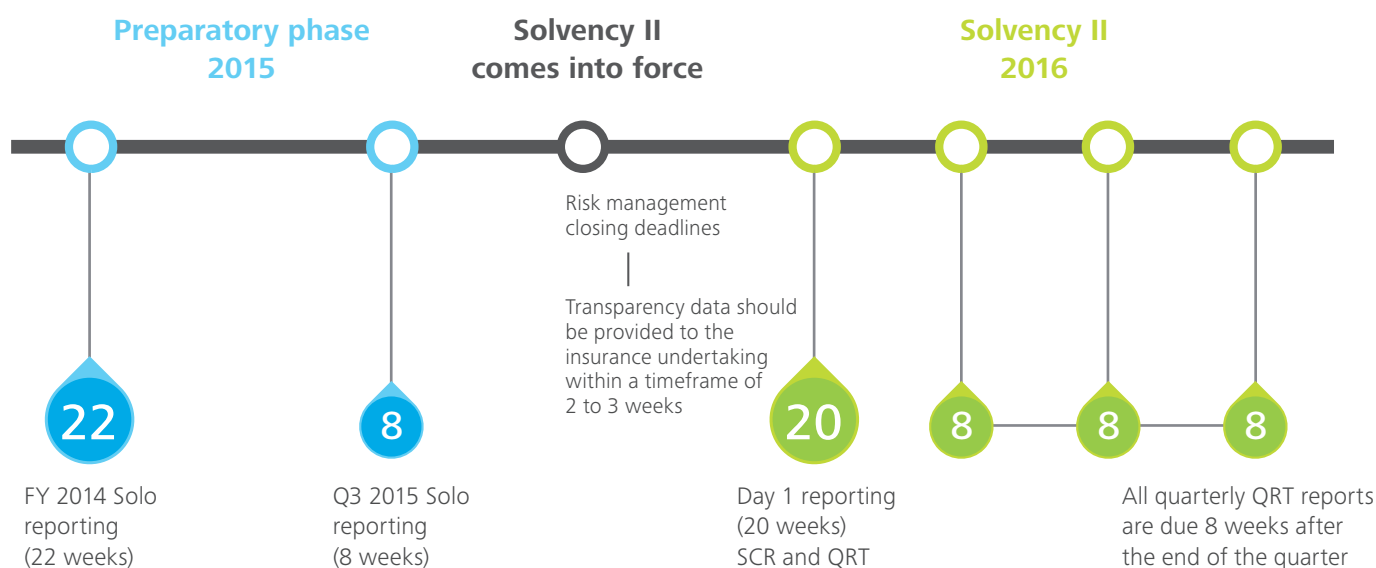 Preparatory phase
2015
Solvency II
comes into force
Solvency II
2016
Risk management
closing deadlines
Transparency data should
be provided to the
insurance undertaking
within a timeframe of
2 to 3 weeks
22
8
20
8
8
8
FY 2014 Solo
reporting
(22 weeks)
Q3 2015 Solo
reporting
(8 weeks)
Day 1 reporting
(20 weeks)
SCR and QRT
All quarterly QRT reports
are due 8 weeks after
the end of the quarter